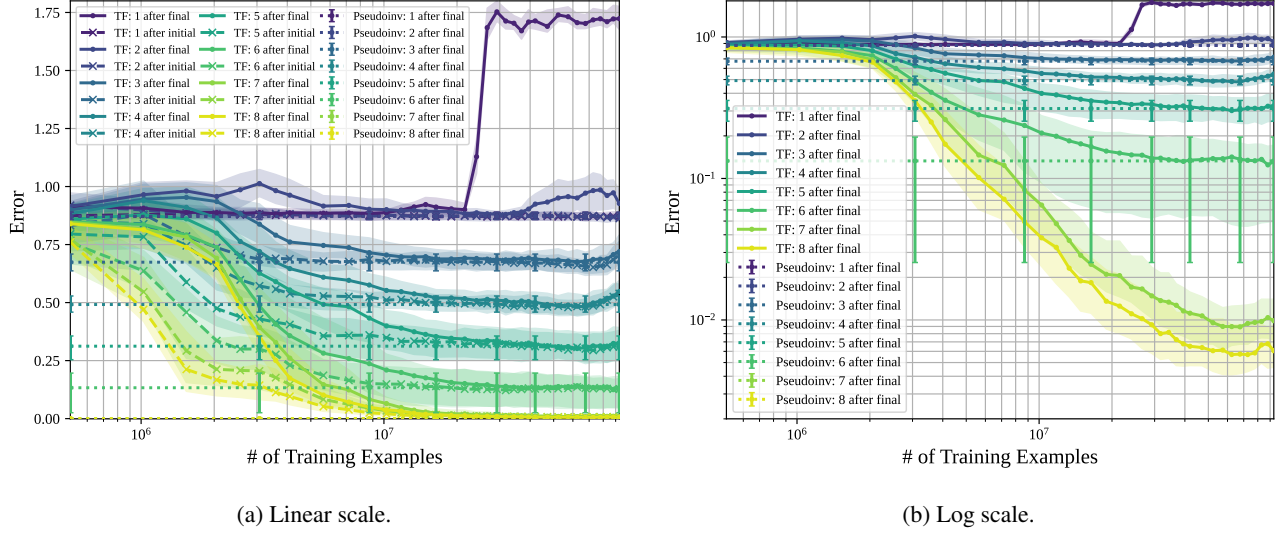 1.75
1.50
1.25
1.00
0.75
0.50
0.25
0.00
Error
TF: 1 after final
TF: 1 after initial
TF: 2 after final
TF: 2 after initial
TF: 3 after final
TF: 3 after initial
TF: 4 after final
TF: 4 after initial
TF: 5 after final
TF: 5 after initial
TF: 6 after final
TF: 6 after initial
TF: 7 after final
TF: 7 after initial
TF: 8 after final
TF: 8 after initial
Pseudoinv: 1 after final
Pseudoinv: 2 after final
Pseudoinv: 3 after final
Pseudoinv: 4 after final
Pseudoinv: 5 after final
Pseudoinv: 6 after final
Pseudoinv: 7 after final
Pseudoinv: 8 after final
10⁶
10⁷
# of Training Examples
(a) Linear scale.
10⁰
10⁻¹
10⁻²
Error
TF: 1 after final
TF: 2 after final
TF: 3 after final
TF: 4 after final
TF: 5 after final
TF: 6 after final
TF: 7 after final
TF: 8 after final
Pseudoinv: 1 after final
Pseudoinv: 2 after final
Pseudoinv: 3 after final
Pseudoinv: 4 after final
Pseudoinv: 5 after final
Pseudoinv: 6 after final
Pseudoinv: 7 after final
Pseudoinv: 8 after final
10⁶
10⁷
# of Training Examples
(b) Log scale.